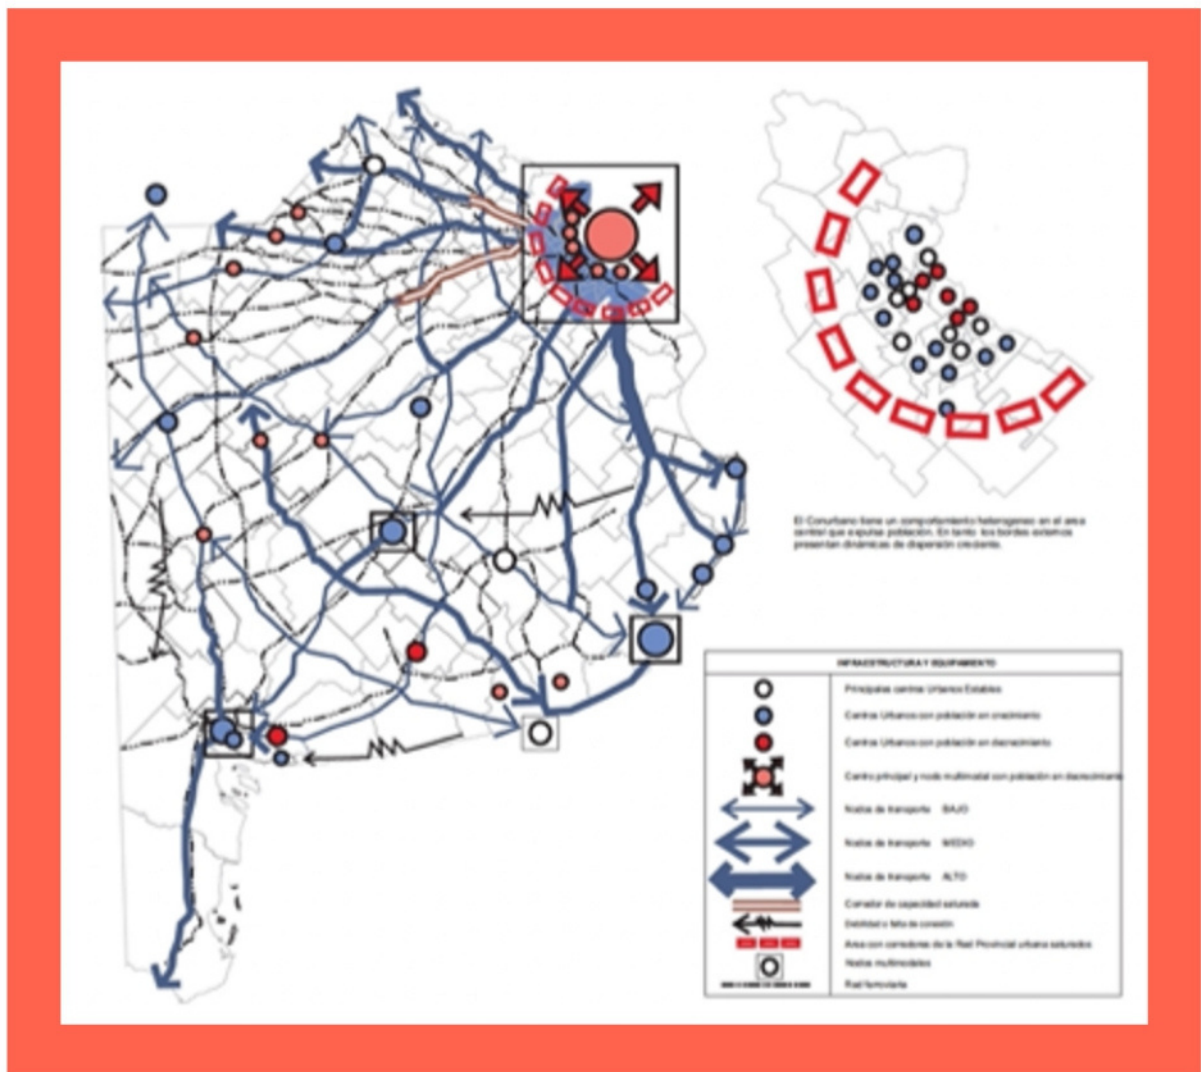 El Conurbano tiene un comportamiento heterogeneo en el area
central que expulsa población. En tanto los bordes externos
presentan dinámicas de dispersión creciente.
INFRAESTRUCTURA Y EQUIPAMIENTO
Principales centros Urbanos Estables
Centros Urbanos con población en crecimiento
Centros Urbanos con población en decrecimiento
Centro principal y nodo multimodal con población en decrecimiento
Nodos de transporte BAJO
Nodos de transporte MEDIO
Nodos de transporte ALTO
Corredor de capacidad saturada
Debilidad o falta de conexión
Area con corredores de la Red Provincial urbana saturados
Nodos multimodales
Red ferroviaria